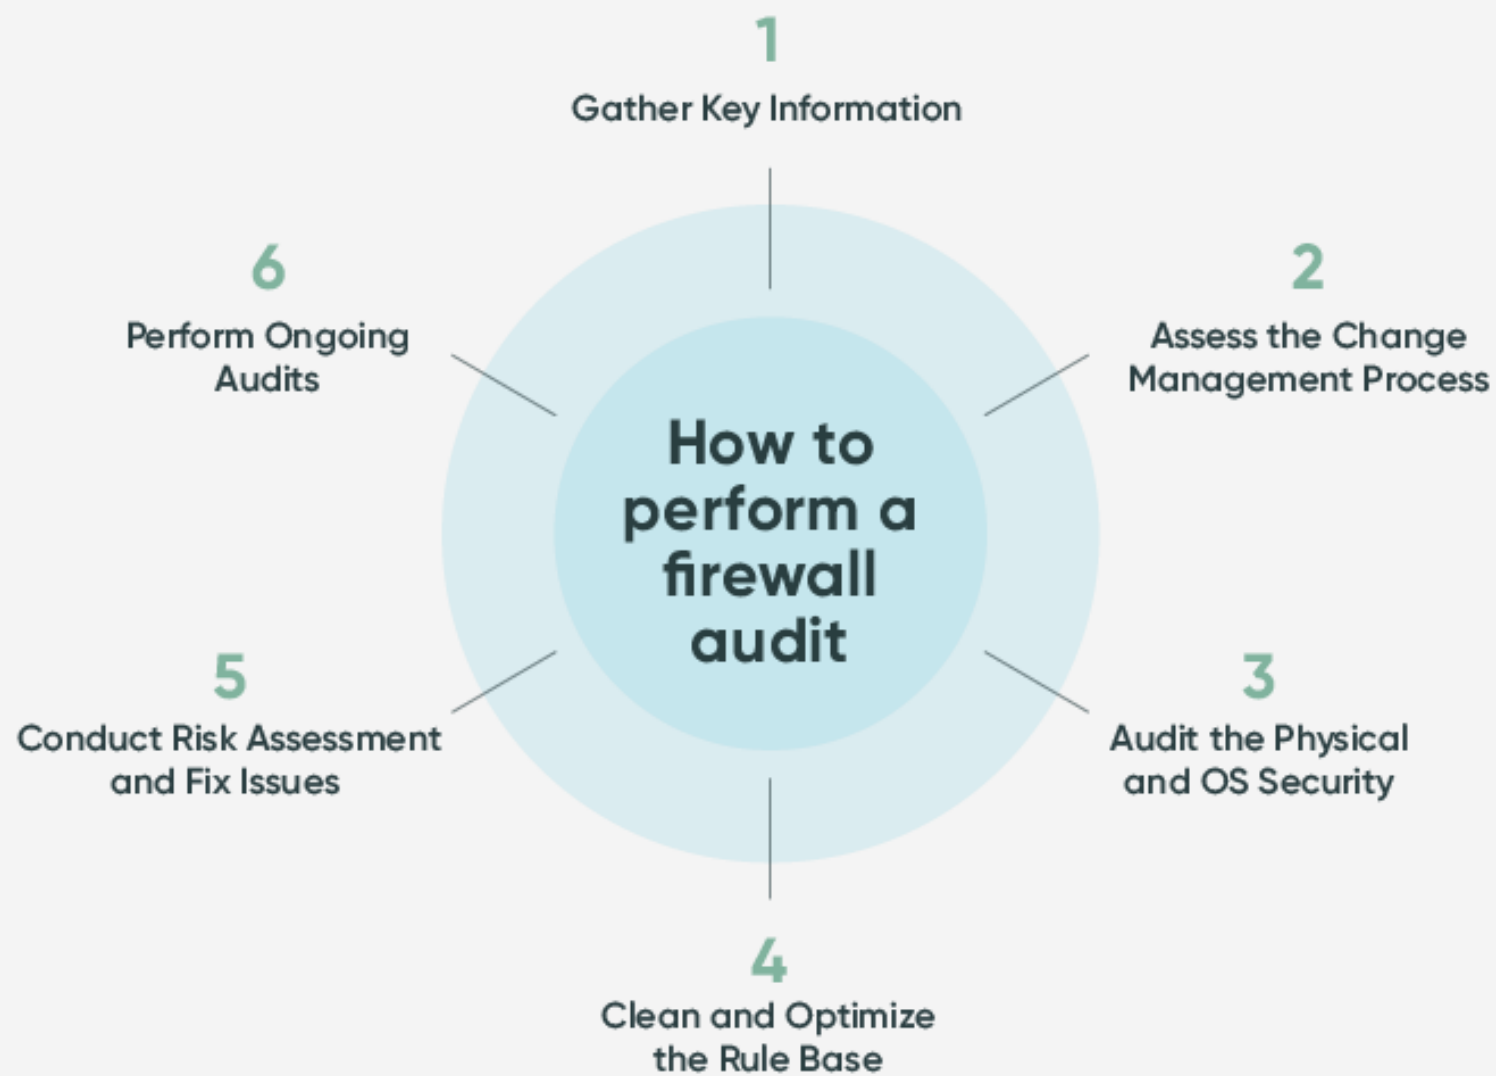 1
Gather Key Information
2
Assess the Change
Management Process
3
Audit the Physical
and OS Security
4
Clean and Optimize
the Rule Base
5
Conduct Risk Assessment
and Fix Issues
6
Perform Ongoing
Audits
How to
perform a
firewall
audit